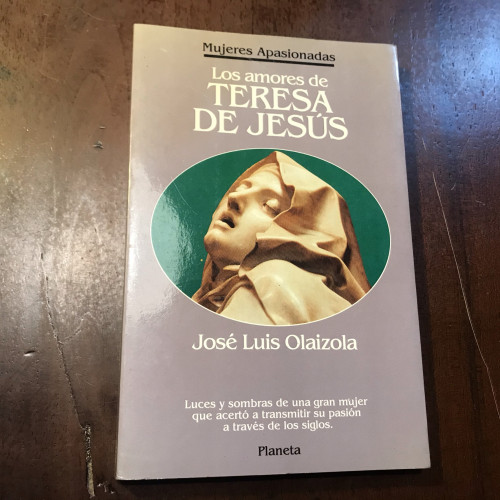 Mujeres Apasionadas
Los amores de
TERESA
DE JESÚS
José Luis Olaizola
Luces y sombras de una gran mujer
que acertó a transmitir su pasión
a través de los siglos.
Planeta